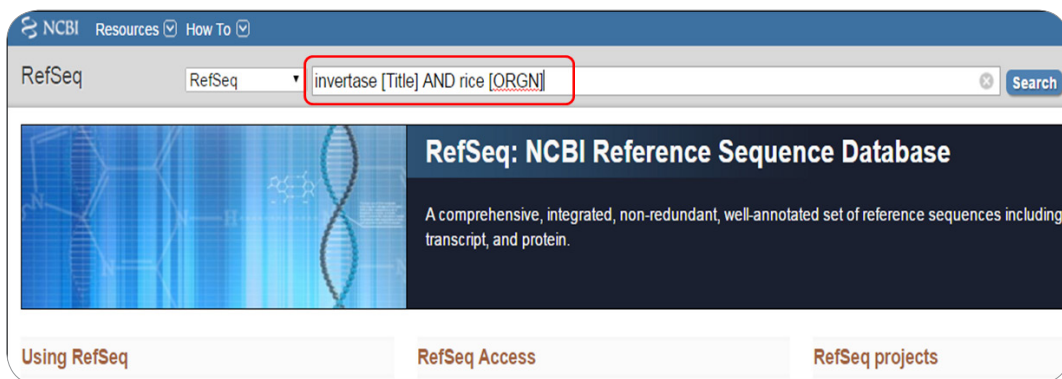 NCBI Resources How To
RefSeq RefSeq invertase [Title] AND rice [ORGN] Search
RefSeq: NCBI Reference Sequence Database
A comprehensive, integrated, non-redundant, well-annotated set of reference sequences including
transcript, and protein.
Using RefSeq RefSeq Access RefSeq projects